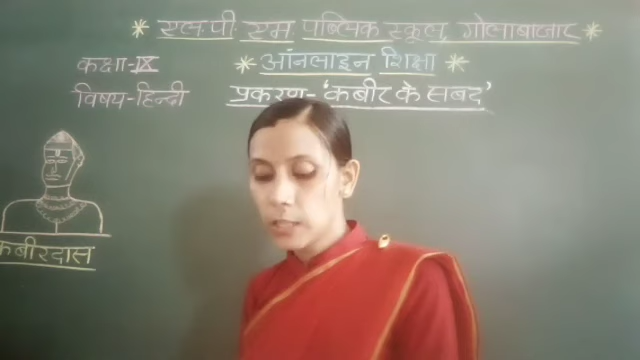 * एल.पी. एम. पब्लिक स्कूल, गोलाबाजार *
कक्षा-IX * ऑनलाइन शिक्षा *
विषय-हिन्दी प्रकरण- 'कबीर के सबद'
कबीरदास